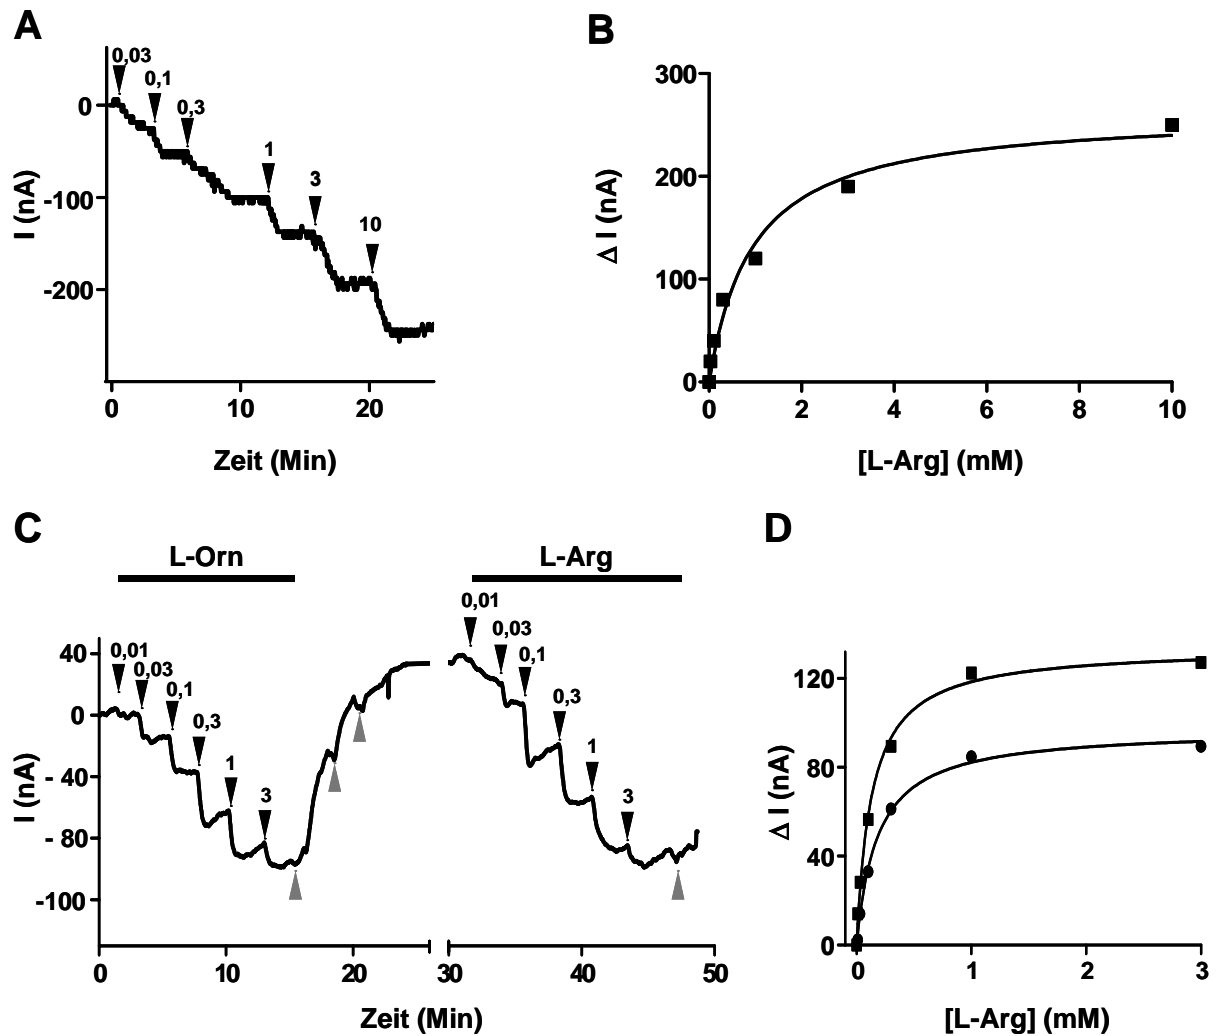 A
0,03
0,1
0,3
1
3
10
0
-100
-200
I (nA)
0 10 20
Zeit (Min)
B
300
200
100
0
Δ I (nA)
0 2 4 6 8 10
[L-Arg] (mM)
C
L-Orn
L-Arg
0,01
0,03
0,1
0,3
1
3
0,01
0,03
0,1
0,3
1
3
40
0
- 40
- 80
-100
I (nA)
0 10 20 30 40 50
Zeit (Min)
D
120
80
40
0
Δ I (nA)
0 1 2 3
[L-Arg] (mM)